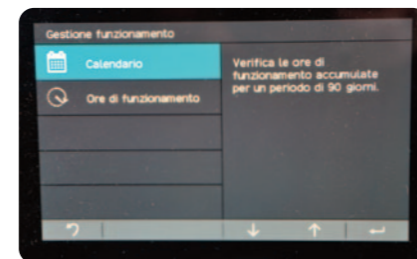 Gestione funzionamento
Calendario
Ore di funzionamento
Verifica le ore di
funzionamento accumulate
per un periodo di 90 giorni.